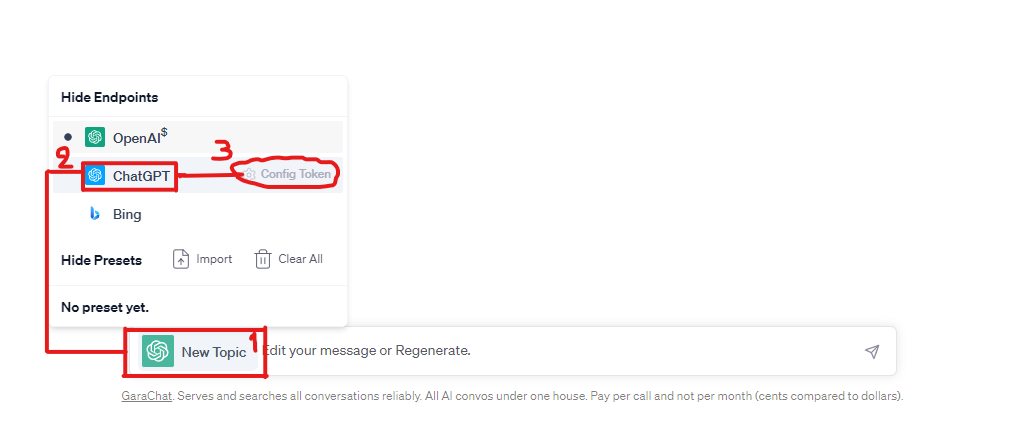 Hide Endpoints
OpenAI$
2
3
ChatGPT
Config Token
Bing
Hide Presets Import Clear All
No preset yet.
New Topic 1 Edit your message or Regenerate.
GaraChat. Serves and searches all conversations reliably. All AI convos under one house. Pay per call and not per month (cents compared to dollars).